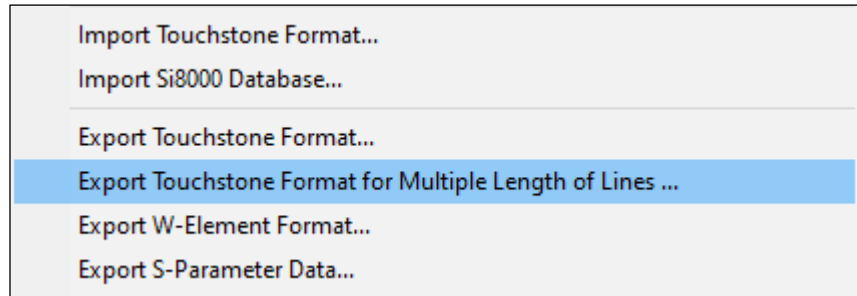 Import Touchstone Format...
Import Si8000 Database...
Export Touchstone Format...
Export Touchstone Format for Multiple Length of Lines ...
Export W-Element Format...
Export S-Parameter Data...